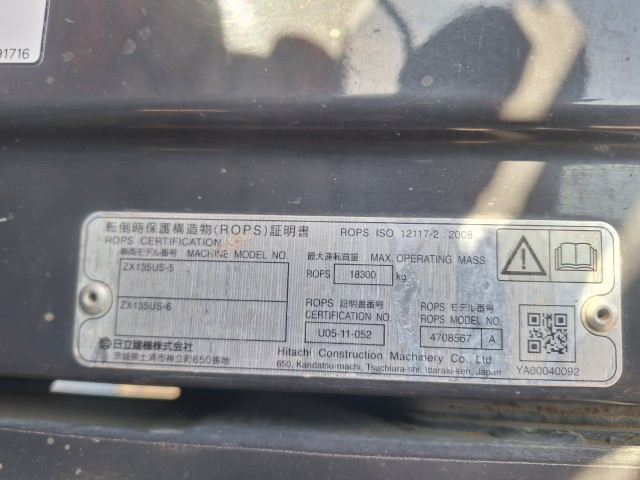 91716
転倒時保護構造物(ROPS)証明書 ROPS ISO 12117-2 : 2008
ROPS CERTIFICATION
車両モデル番号 MACHINE MODEL NO.
ZX135US-5
ZX135US-6
最大運転質量 MAX. OPERATING MASS
ROPS 18300 kg
ROPS 証明書番号
CERTIFICATION NO.
U05-11-052
ROPS モデル番号
ROPS MODEL NO.
4708567 A
YA00040092
日立建機株式会社
茨城県土浦市神立町650番地
Hitachi Construction Machinery Co., Ltd.
650, Kandatsu-machi, Tsuchiura-shi, Ibaraki-ken, Japan